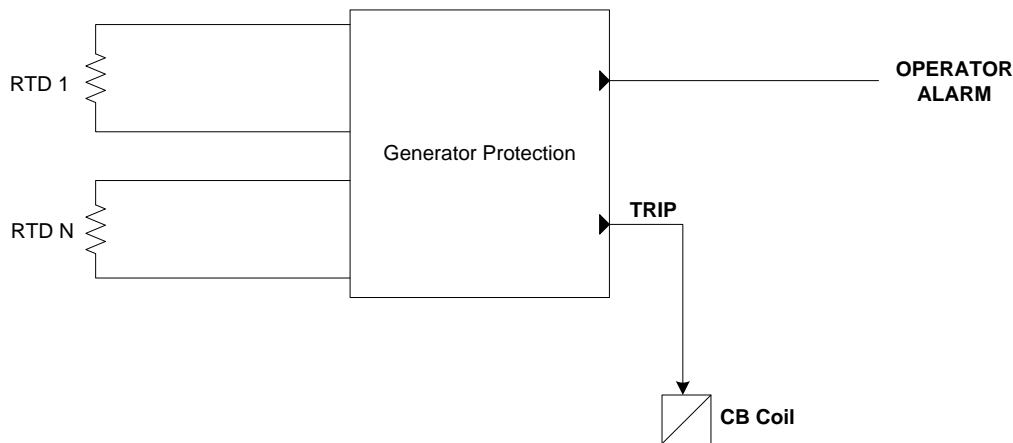 RTD 1
RTD N
Generator Protection
OPERATOR
ALARM
TRIP
CB Coil